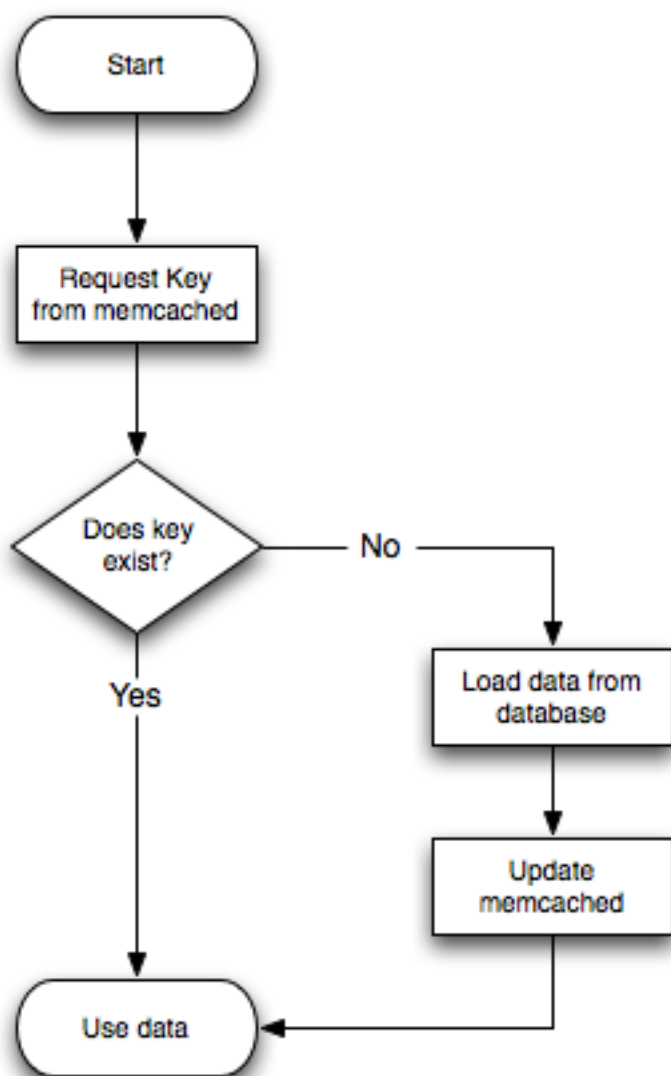 Start
Request Key
from memcached
Does key
exist?
No
Yes
Load data from
database
Update
memcached
Use data